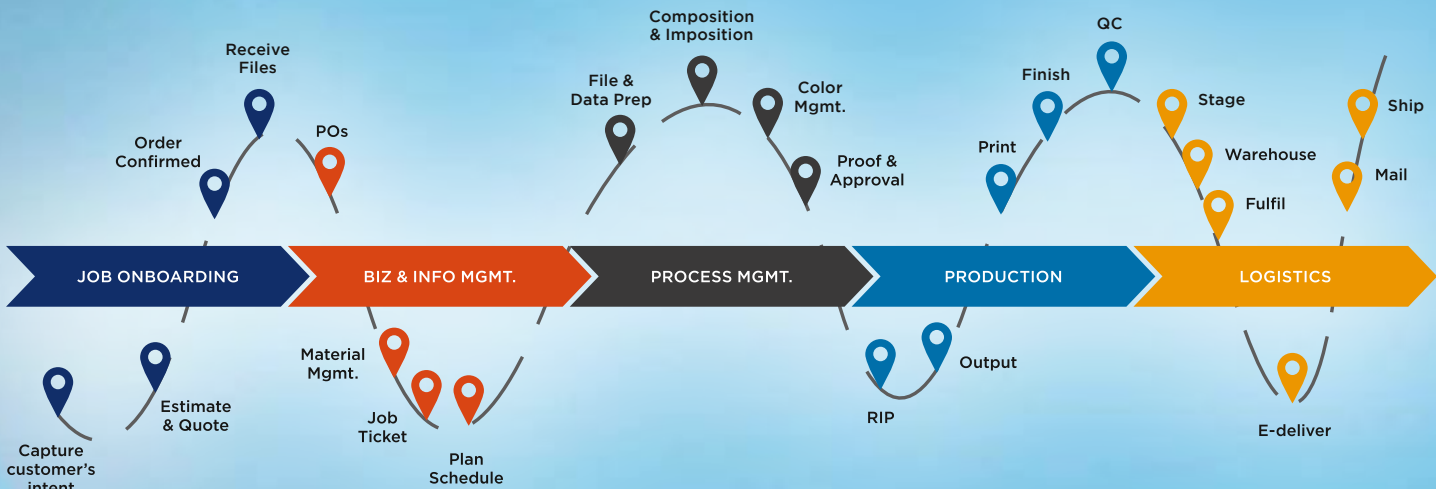 Composition
& Imposition
QC
Receive
Files
File &
Data Prep
Finish
Color
Mgmt.
Stage
Ship
POs
Order
Confirmed
Print
Warehouse
Proof &
Approval
Mail
Fulfil
JOB ONBOARDING
BIZ & INFO MGMT.
PROCESS MGMT.
PRODUCTION
LOGISTICS
Material
Mgmt.
Output
Estimate
& Quote
Job
Ticket
RIP
E-deliver
Capture
customer's
intent
Plan
Schedule